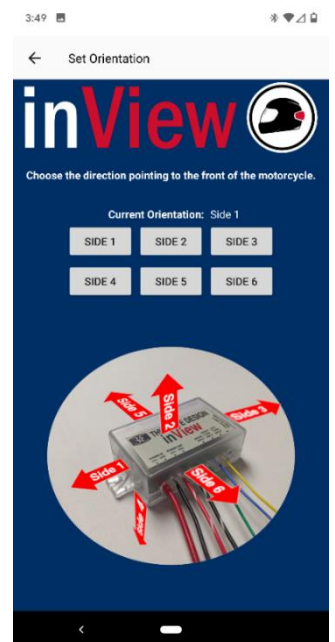 3:49
Set Orientation
inView
Choose the direction pointing to the front of the motorcycle.
Current Orientation: Side 1
SIDE 1 SIDE 2 SIDE 3
SIDE 4 SIDE 5 SIDE 6
Side 5
Side 2
Side 3
inView
Side 1
Side 6